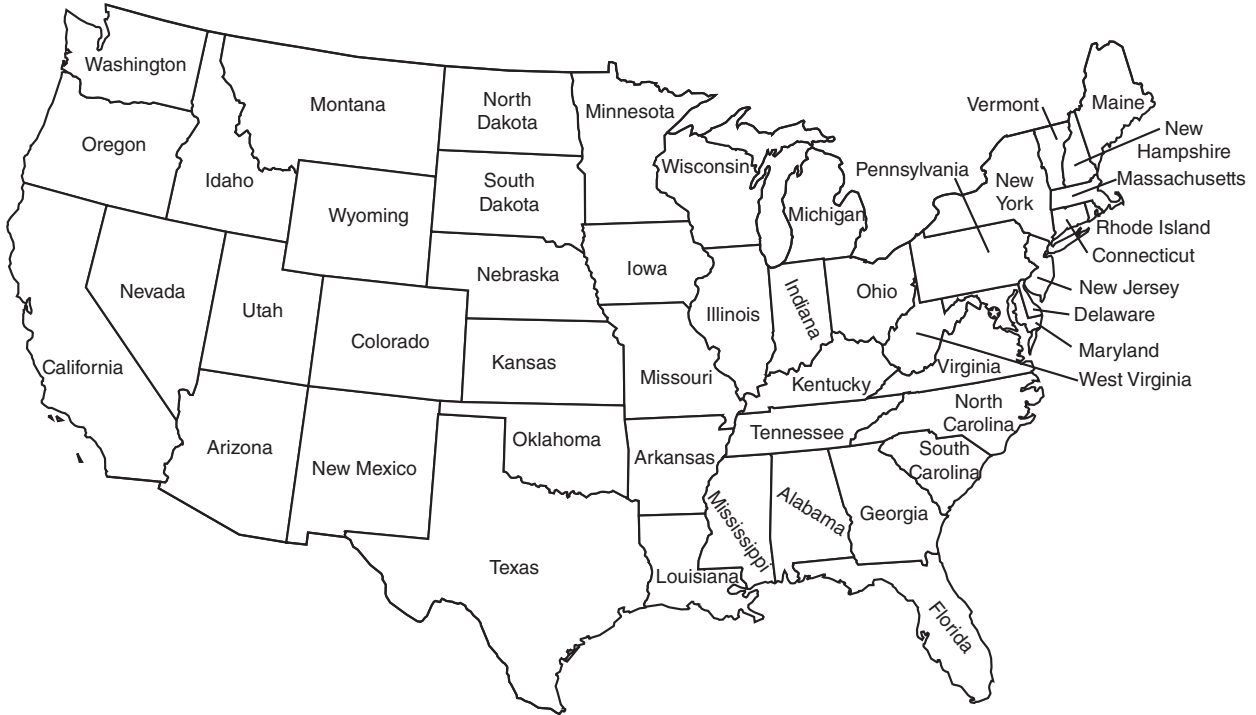 Washington
Oregon
California
Nevada
Idaho
Montana
Wyoming
Utah
Colorado
Arizona
New Mexico
North
Dakota
South
Dakota
Nebraska
Kansas
Oklahoma
Texas
Minnesota
Iowa
Missouri
Arkansas
Louisiana
Wisconsin
Illinois
Michigan
Indiana
Ohio
Kentucky
Tennessee
Mississippi
Alabama
Georgia
Florida
South
Carolina
North
Carolina
Virginia
West Virginia
Maryland
Delaware
New Jersey
Pennsylvania
New
York
Connecticut
Rhode Island
Massachusetts
New
Hampshire
Vermont
Maine